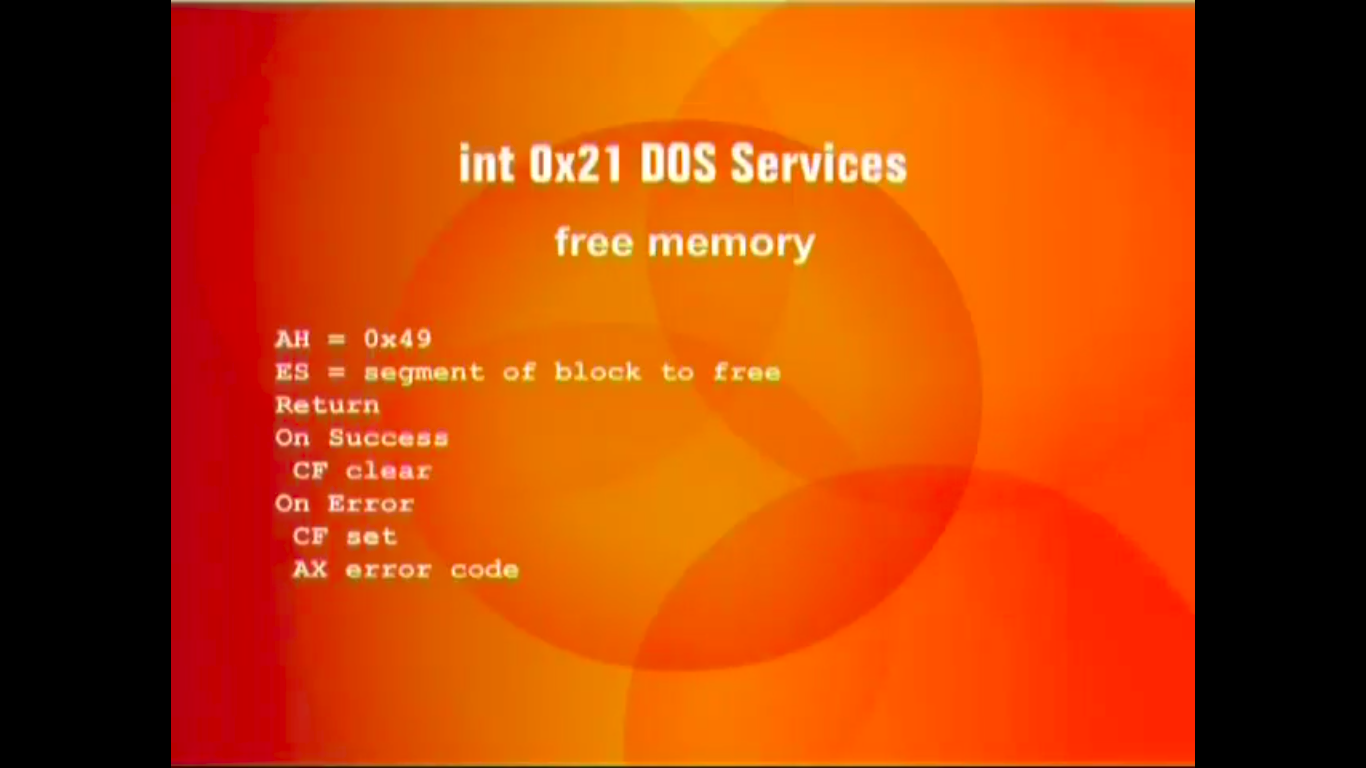 int 0x21 DOS Services
free memory
AH = 0x49
ES = segment of block to free
Return
On Success
CF clear
On Error
CF set
AX error code